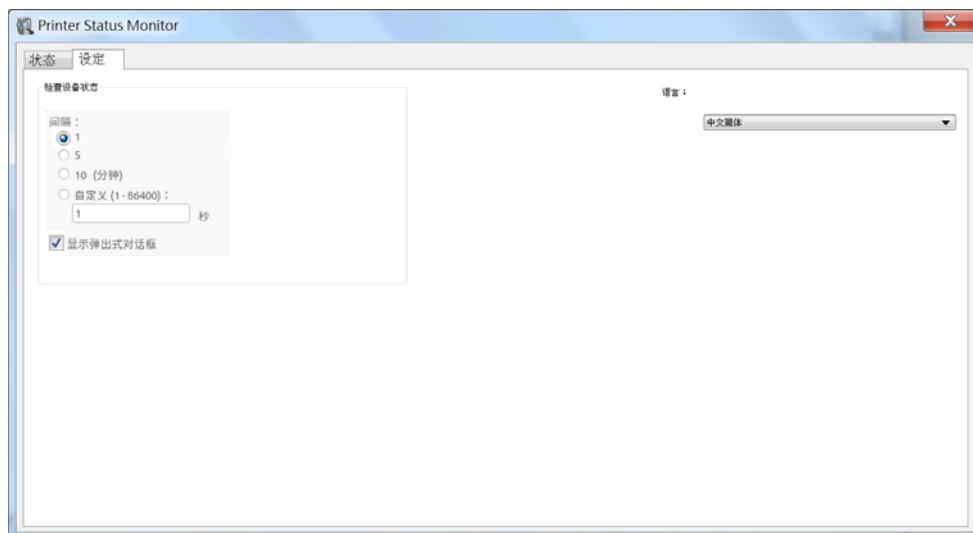 Printer Status Monitor
状态 设定
检查设备状态
语言：
间隔：
中文简体
1
5
10 (分钟)
自定义 (1-86400)：
1 秒
显示弹出式对话框